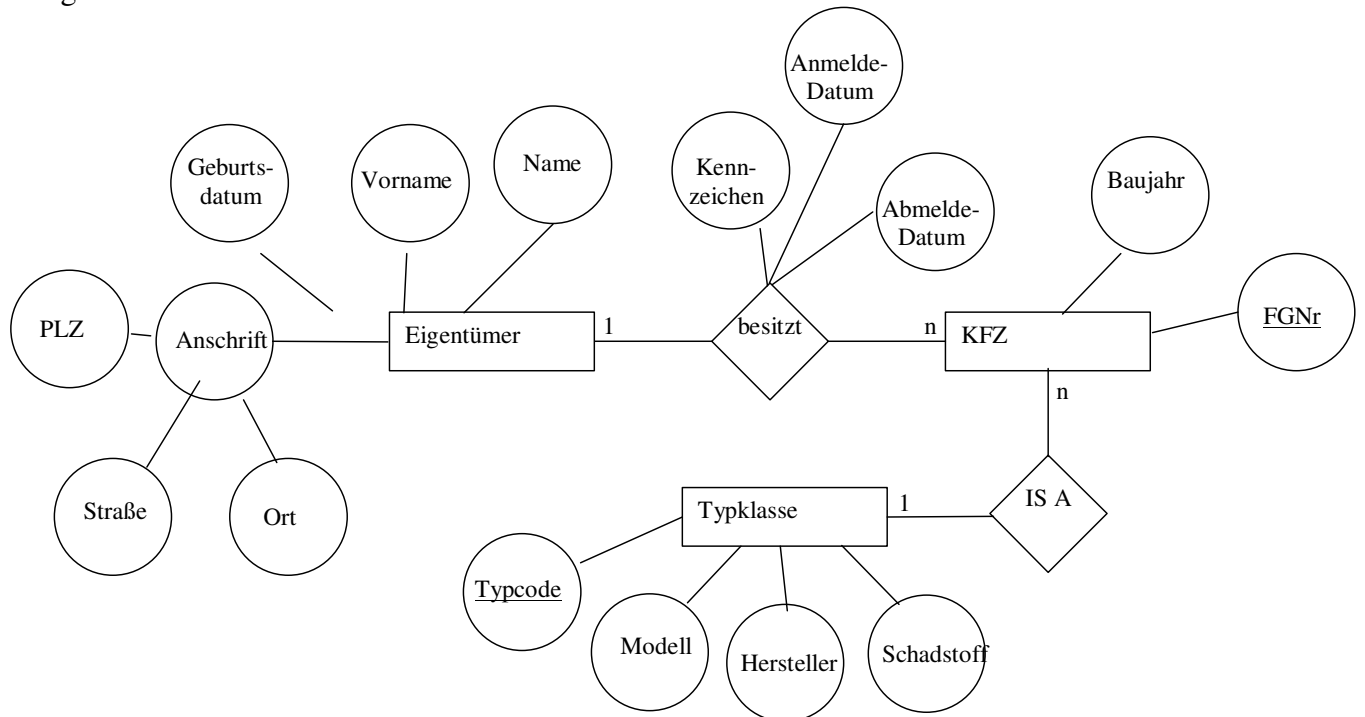 Anmelde-
Datum
Geburts-
datum
Vorname
Name
Kenn-
zeichen
Abmelde-
Datum
Baujahr
PLZ
Anschrift
Eigentümer
1
besitzt
n
KFZ
FGNr
n
Straße
Ort
Typklasse
1
IS A
Typcode
Modell
Hersteller
Schadstoff